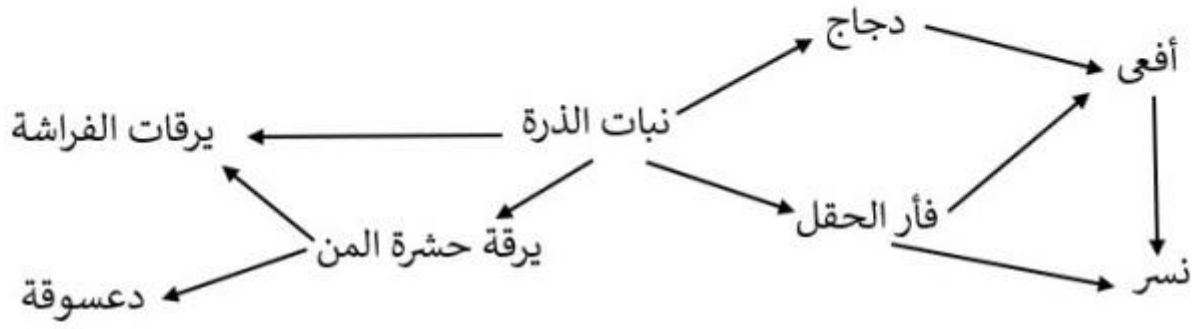 دجاج
أفعى
نبات الذرة
يرقات الفراشة
فأر الحقل
يرقة حشرة المن
نسر
دعسوقة